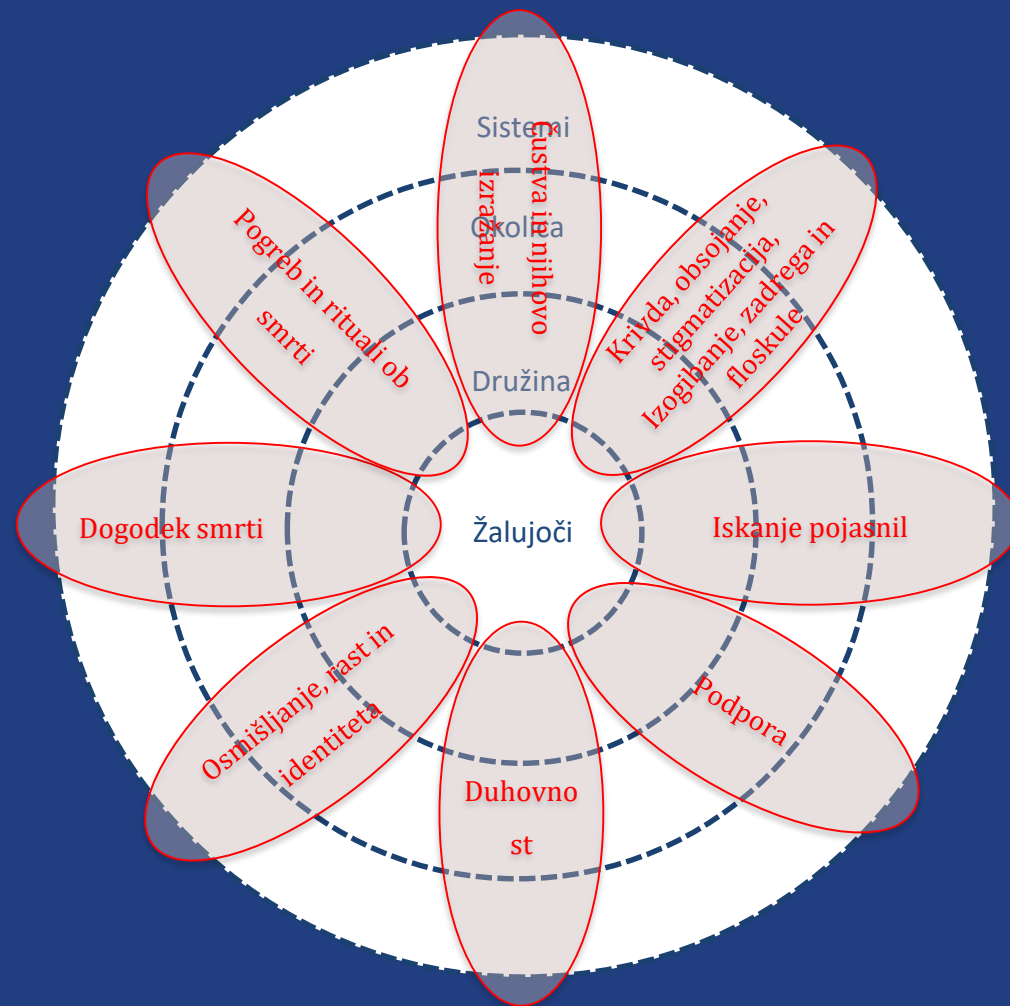 Sistemi
Okolica
Družina
Žalujoči
Čustva in njihovo
izražanje
Krivda, obsojanje,
stigmatizacija,
Izogibanje, zadrega in
floskule
Iskanje pojasnil
Podpora
Duhovno
st
Osmišljanje, rast in
identiteta
Dogodek smrti
Pogreb in rituali ob
smrti